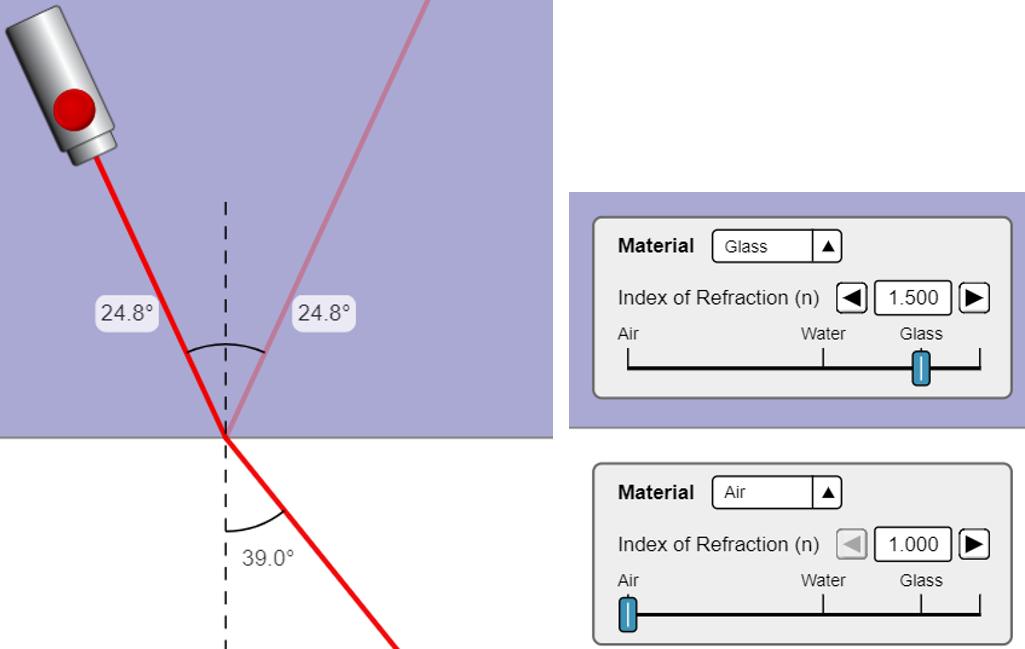 24.8°
24.8°
39.0°
Material Glass ▲
Index of Refraction (n) ◀ 1.500 ▶
Air Water Glass
Material Air ▲
Index of Refraction (n) ◀ 1.000 ▶
Air Water Glass